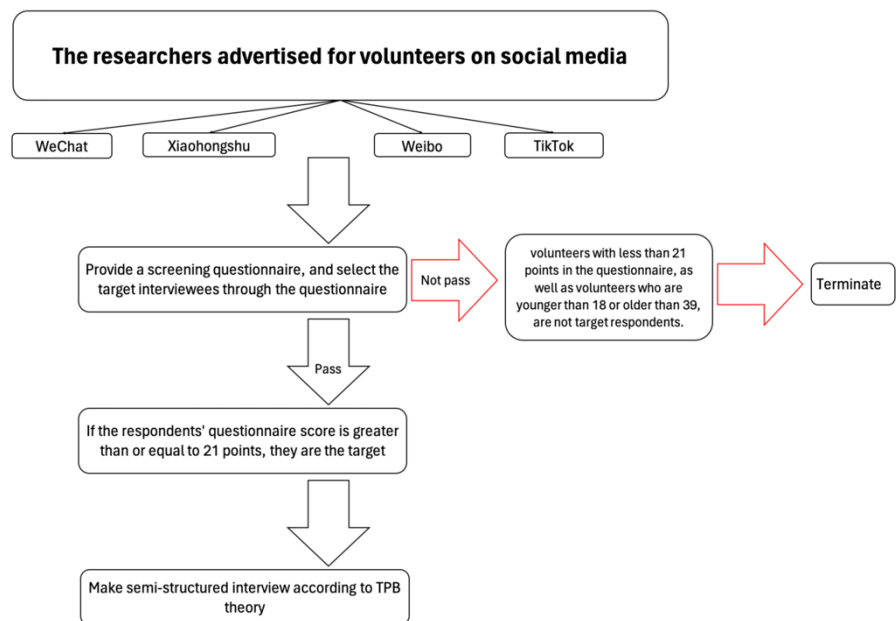 The researchers advertised for volunteers on social media
WeChat
Xiaohongshu
Weibo
TikTok
Provide a screening questionnaire, and select the
target interviewees through the questionnaire
Not pass
volunteers with less than 21
points in the questionnaire, as
well as volunteers who are
younger than 18 or older than 39,
are not target respondents.
Terminate
Pass
If the respondents' questionnaire score is greater
than or equal to 21 points, they are the target
Make semi-structured interview according to TPB
theory